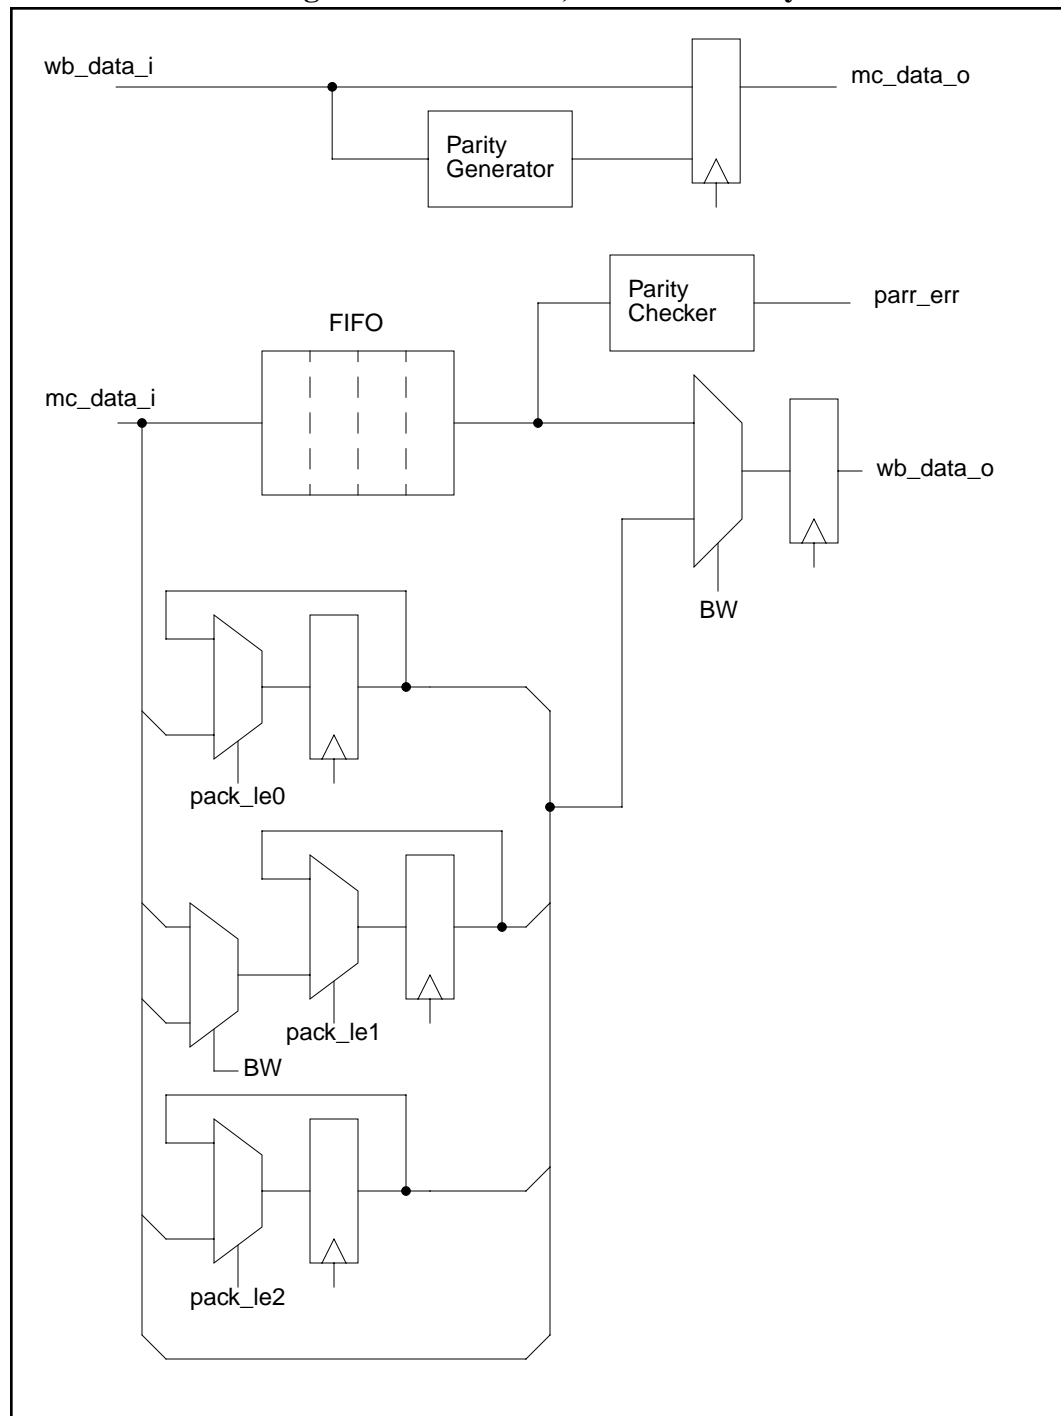 wb_data_i
mc_data_o
Parity
Generator
Parity
Checker
parr_err
FIFO
mc_data_i
wb_data_o
BW
pack_le0
pack_le1
BW
pack_le2